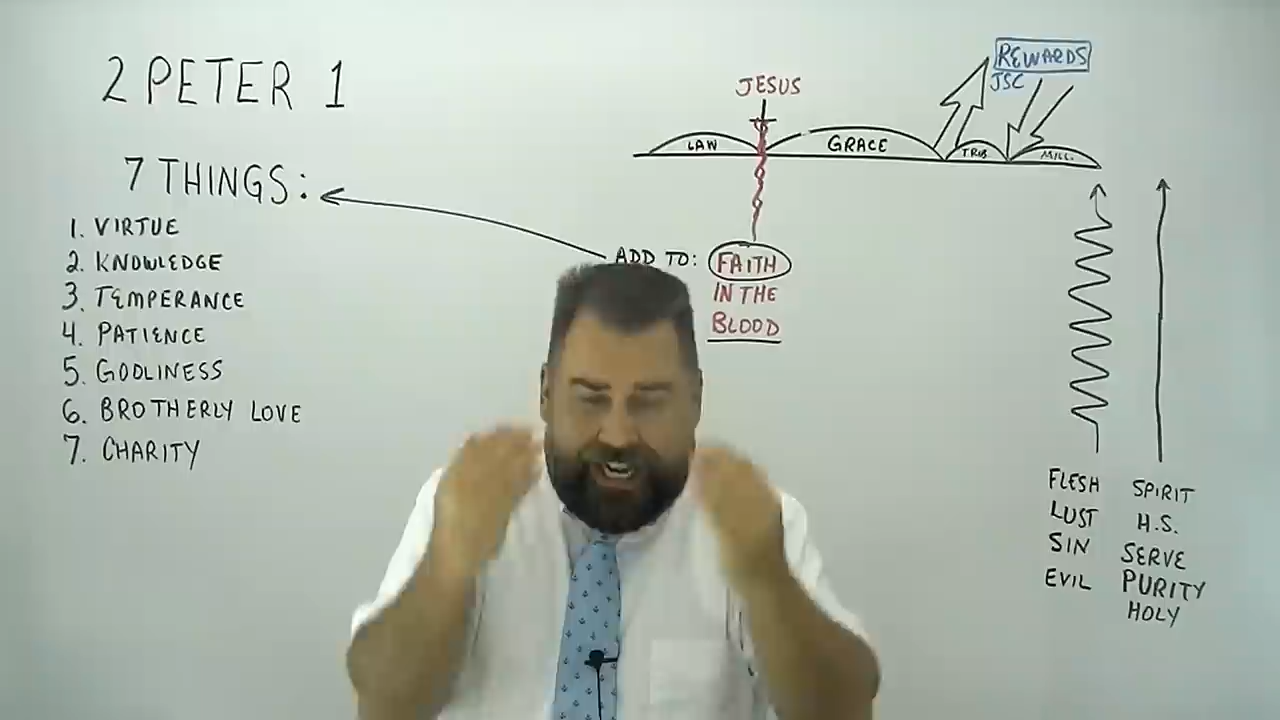 2 PETER 1
7 THINGS:
1. VIRTUE
2. KNOWLEDGE
3. TEMPERANCE
4. PATIENCE
5. GODLINESS
6. BROTHERLY LOVE
7. CHARITY
JESUS
REWARDS
JSC
LAW
GRACE
TRIB
MILL.
ADD TO: FAITH
IN THE
BLOOD
FLESH
LUST
SIN
EVIL
SPIRIT
H.S.
SERVE
PURITY
HOLY